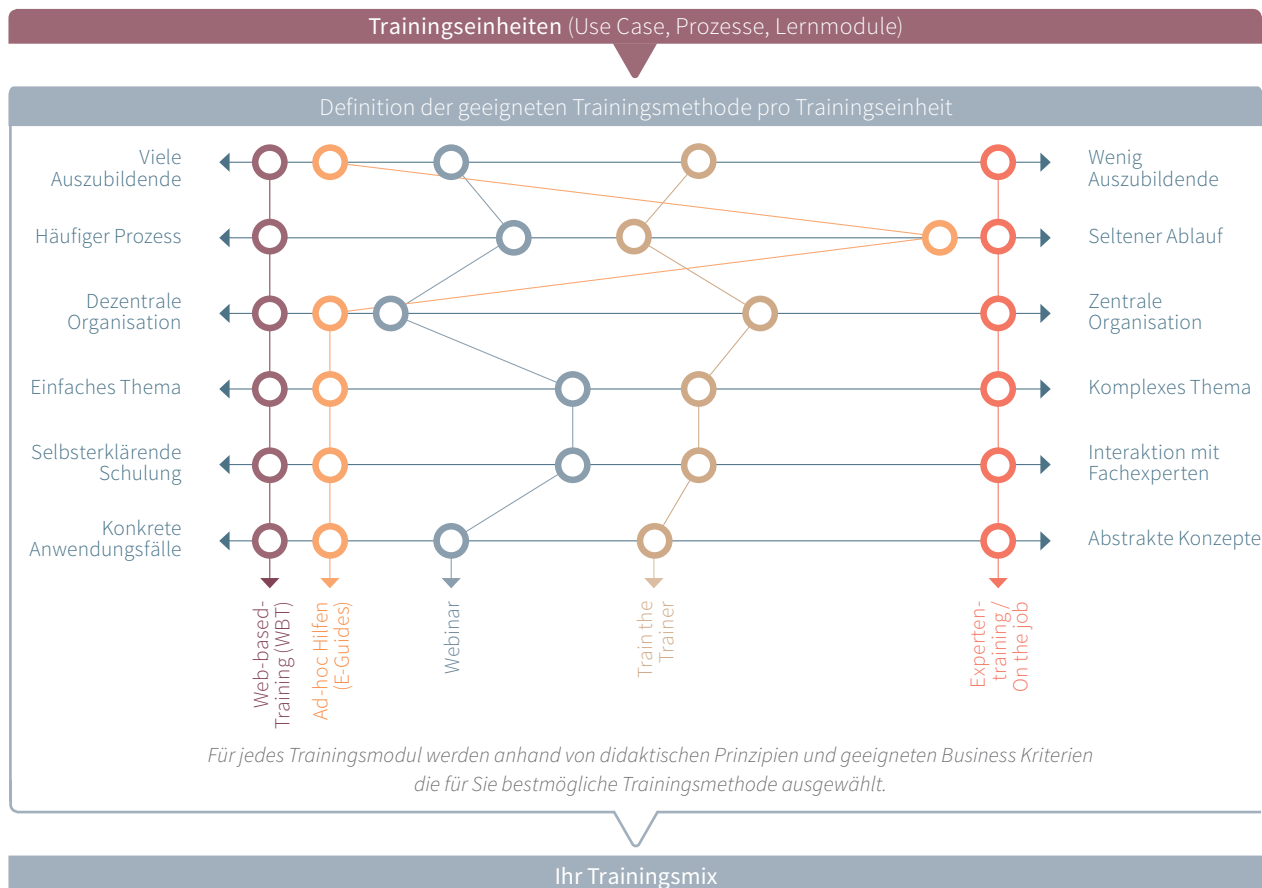 Trainingseinheiten (Use Case, Prozesse, Lernmodule)
Definition der geeigneten Trainingsmethode pro Trainingseinheit
Viele
Auszubildende
Wenig
Auszubildende
Häufiger Prozess
Seltener Ablauf
Dezentrale
Organisation
Zentrale
Organisation
Einfaches Thema
Komplexes Thema
Selbsterklärende
Schulung
Interaktion mit
Fachexperten
Konkrete
Anwendungsfälle
Abstrakte Konzepte
Web-based-
Training (WBT)
Ad-hoc Hilfen
(E-Guides)
Webinar
Train the
Trainer
Experten-
training /
On the job
Für jedes Trainingsmodul werden anhand von didaktischen Prinzipien und geeigneten Business Kriterien
die für Sie bestmögliche Trainingsmethode ausgewählt.
Ihr Trainingsmix